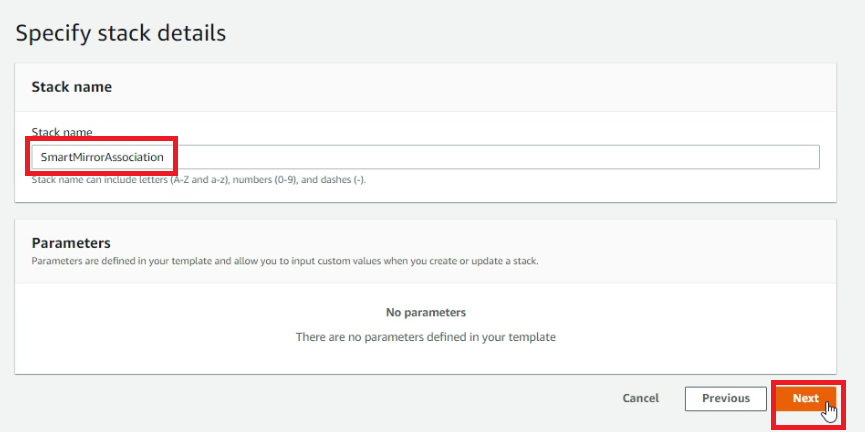 Specify stack details
Stack name
Stack name
SmartMirrorAssociation
Stack name can include letters (A-Z and a-z), numbers (0-9), and dashes (-).
Parameters
Parameters are defined in your template and allow you to input custom values when you create or update a stack.
No parameters
There are no parameters defined in your template
Cancel Previous Next